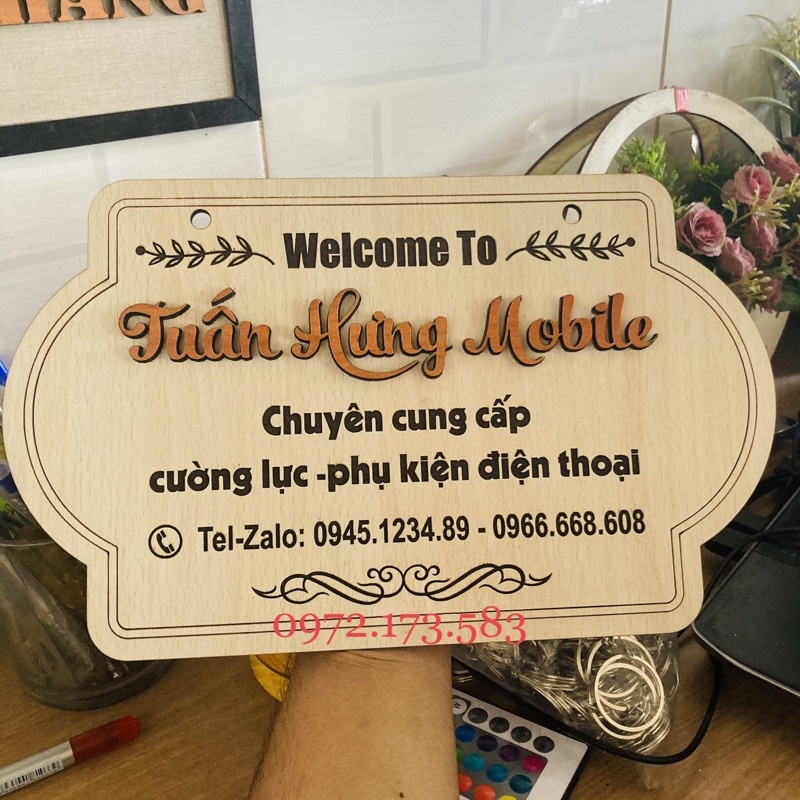 Welcome To
Tuấn Hưng Mobile
Chuyên cung cấp
cường lực -phụ kiện điện thoại
Tel-Zalo: 0945.1234.89 - 0966.668.608
0972.173.583